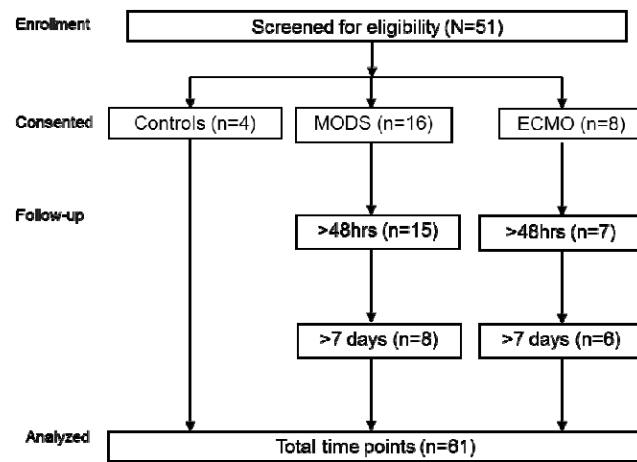 Enrollment
Screened for eligibility (N=51)
Consented
Controls (n=4)
MODS (n=16)
ECMO (n=8)
Follow-up
>48hrs (n=15)
>48hrs (n=7)
>7 days (n=8)
>7 days (n=6)
Analyzed
Total time points (n=61)